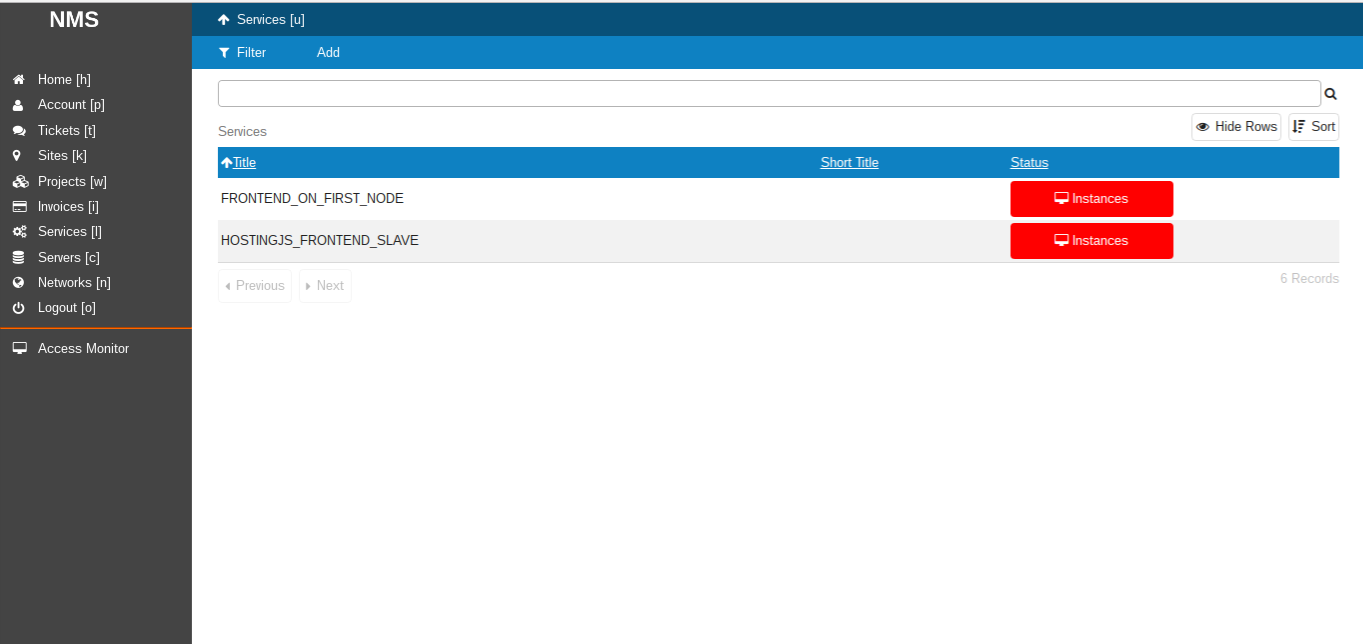 NMS
Services [u]
Filter Add
Home [h]
Account [p]
Tickets [t]
Sites [k]
Projects [w]
Invoices [i]
Services [l]
Servers [c]
Networks [n]
Logout [o]
Access Monitor
Services
Hide Rows Sort
Title Short Title Status
FRONTEND_ON_FIRST_NODE Instances
HOSTINGJS_FRONTEND_SLAVE Instances
Previous Next 6 Records